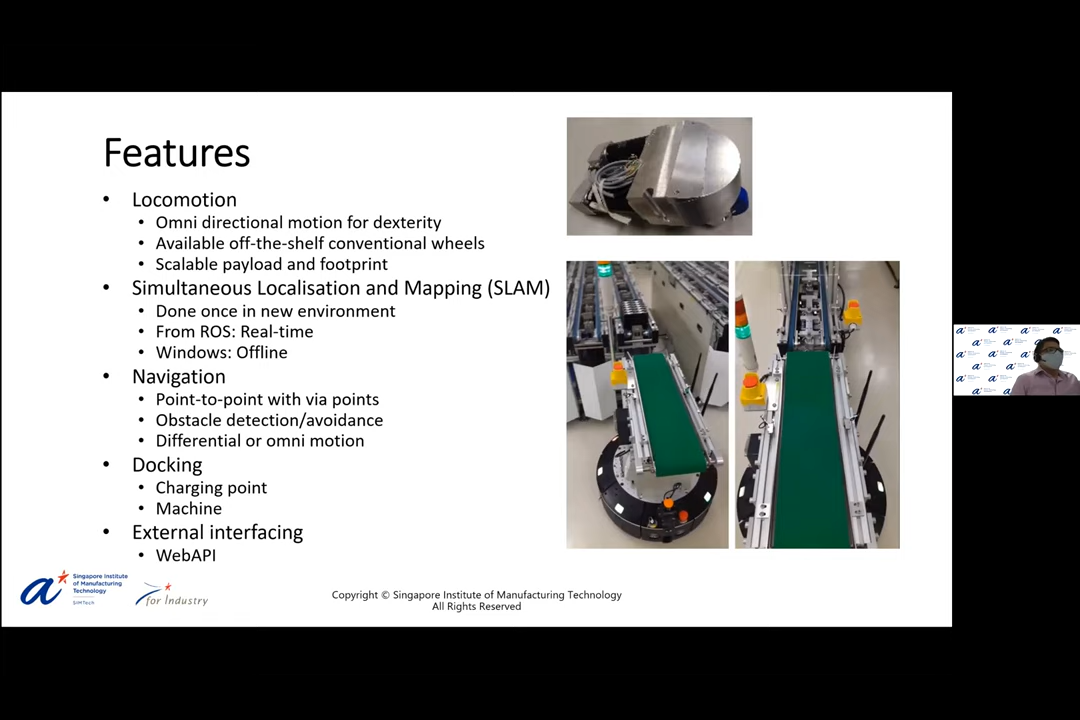 Features
• Locomotion
• Omni directional motion for dexterity
• Available off-the-shelf conventional wheels
• Scalable payload and footprint
• Simultaneous Localisation and Mapping (SLAM)
• Done once in new environment
• From ROS: Real-time
• Windows: Offline
• Navigation
• Point-to-point with via points
• Obstacle detection/avoidance
• Differential or omni motion
• Docking
• Charging point
• Machine
• External interfacing
• WebAPI
a
Singapore Institute
of Manufacturing
Technology
SIMTech
for Industry
Copyright © Singapore Institute of Manufacturing Technology
All Rights Reserved